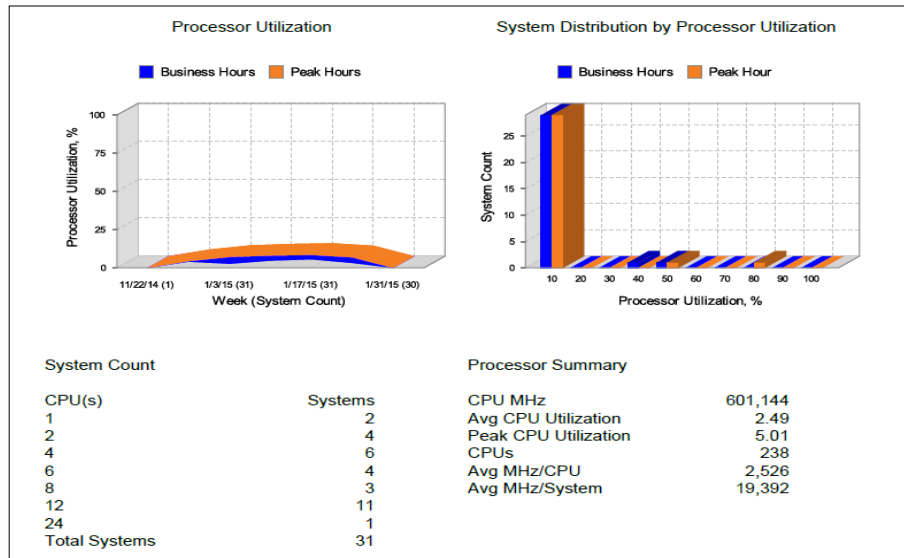 Processor Utilization
Business Hours Peak Hours
100
75
50
25
0
Processor Utilization, %
11/22/14 (1) 1/3/15 (31) 1/17/15 (31) 1/31/15 (30)
Week (System Count)
System Distribution by Processor Utilization
Business Hours Peak Hour
25
20
15
10
5
0
System Count
10 20 30 40 50 60 70 80 90 100
Processor Utilization, %
System Count
CPU(s) Systems
1 2
2 4
4 6
6 4
8 3
12 11
24 1
Total Systems 31
Processor Summary
CPU MHz 601,144
Avg CPU Utilization 2.49
Peak CPU Utilization 5.01
CPUs 238
Avg MHz/CPU 2,526
Avg MHz/System 19,392